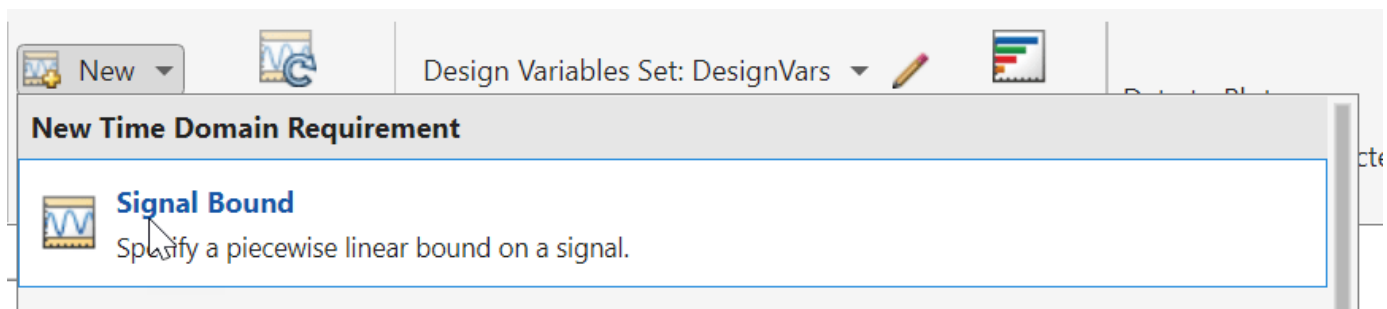 New
Design Variables Set: DesignVars
New Time Domain Requirement
Signal Bound
Specify a piecewise linear bound on a signal.